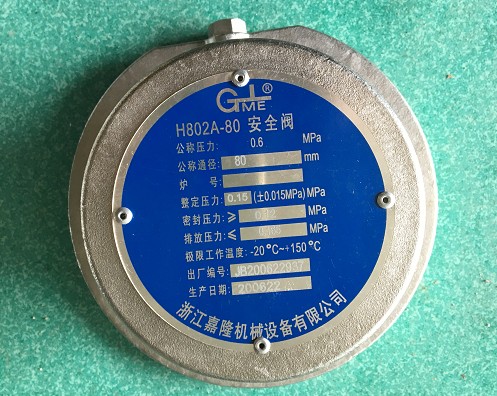 GLME®
H802A-80 安全阀
公称压力: 0.6 MPa
公称通径: 80 mm
炉 号:
整定压力: 0.15 (±0.015MPa) MPa
密封压力: ≥ MPa
排放压力: ≤ MPa
极限工作温度: -20℃~+150℃
出厂编号: JB200622037
生产日期: 200622
浙江嘉隆机械设备有限公司